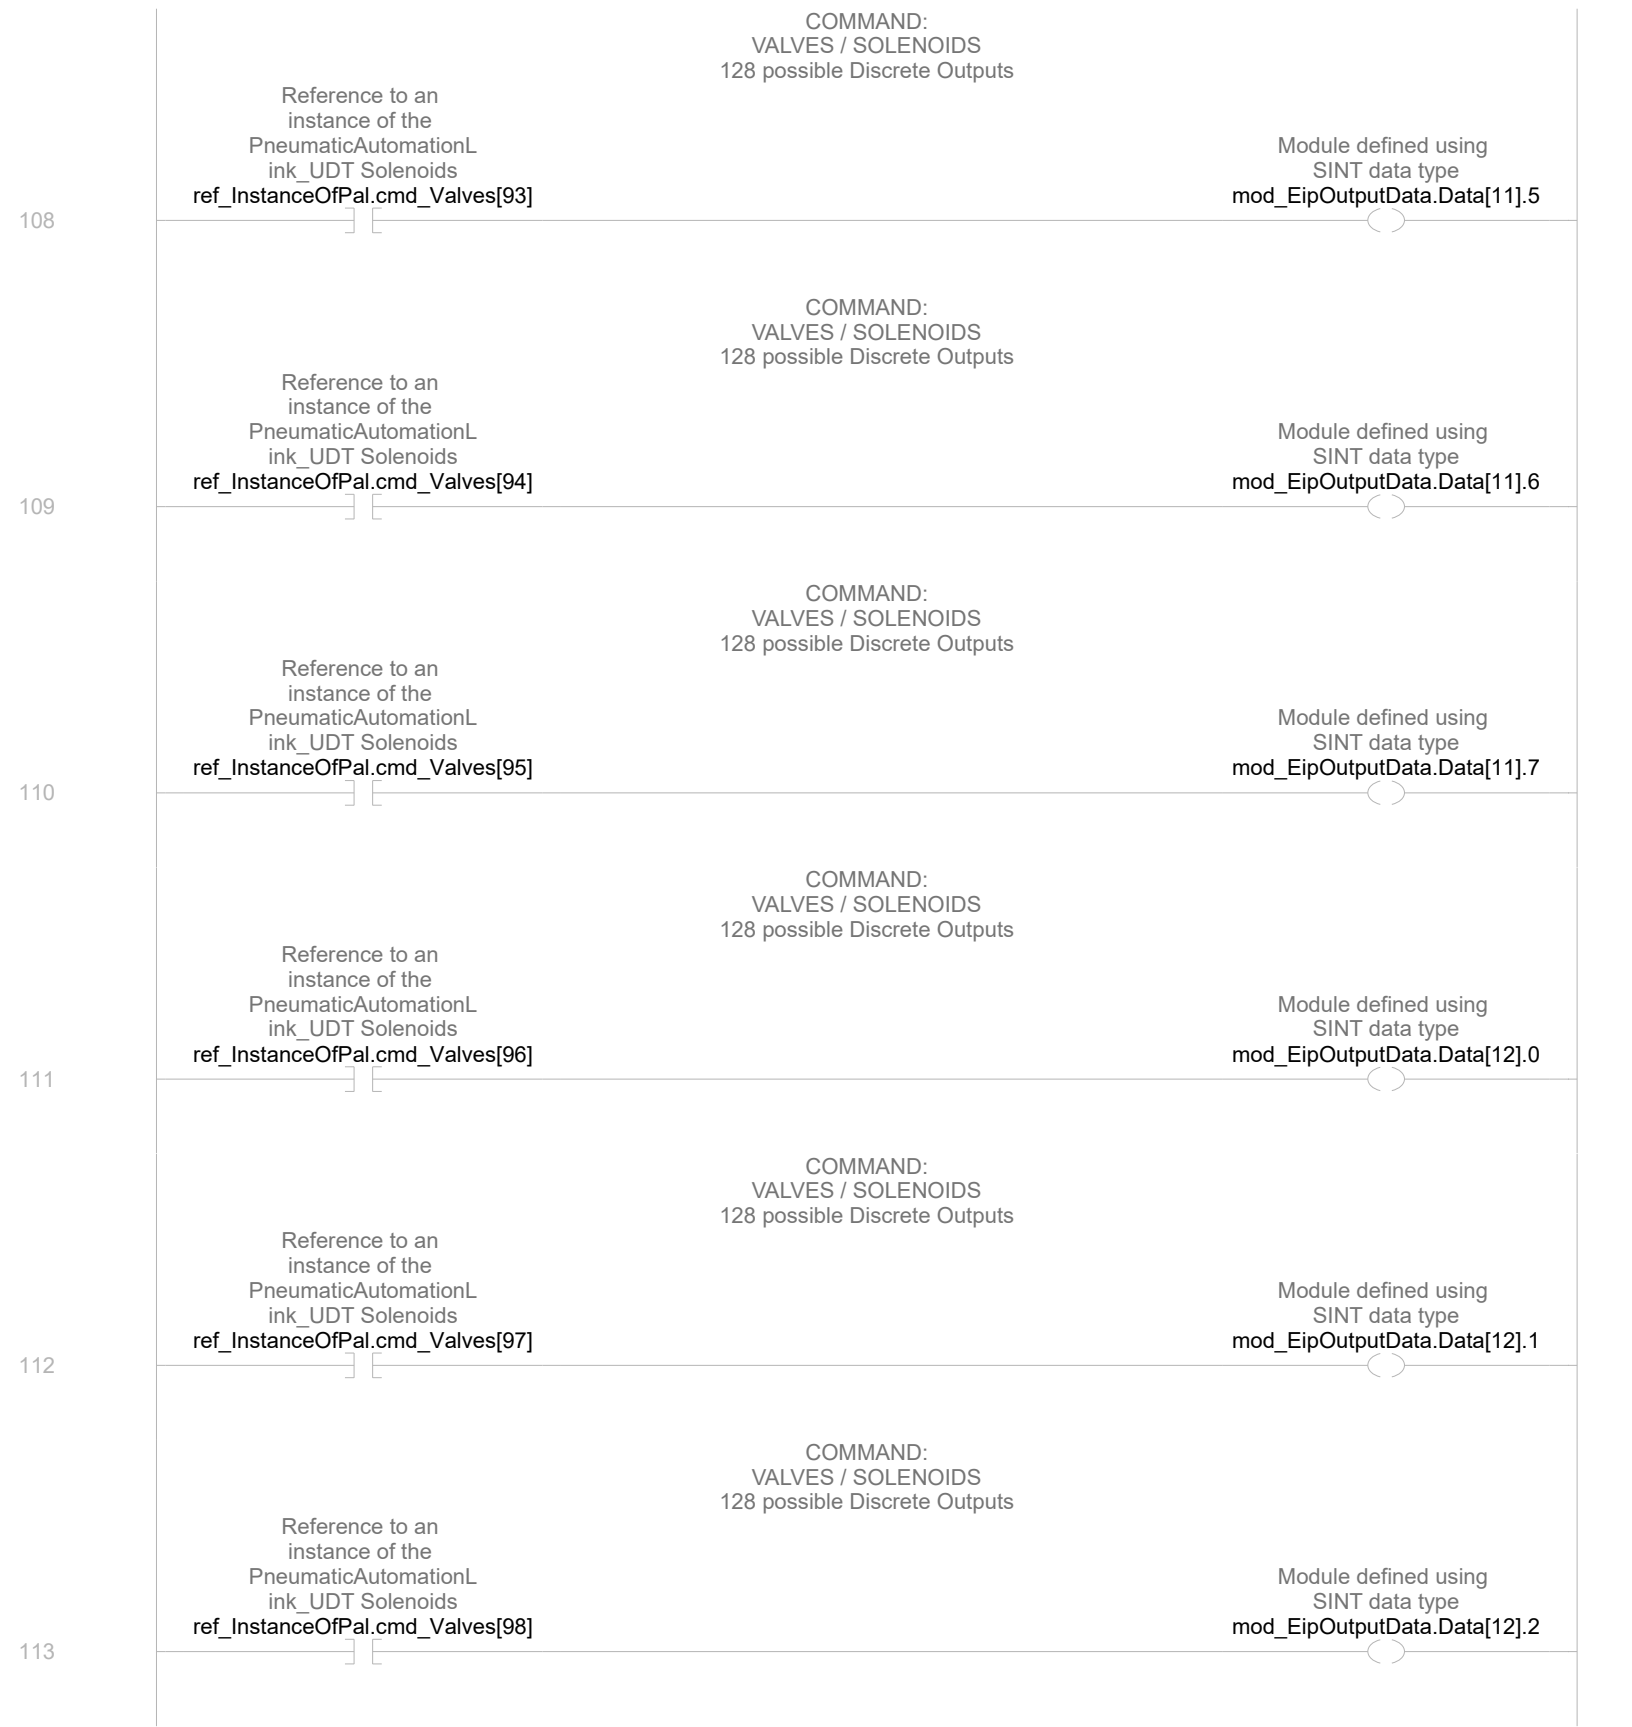 COMMAND:
VALVES / SOLENOIDS
128 possible Discrete Outputs
Reference to an
instance of the
PneumaticAutomationL
ink_UDT Solenoids
ref_InstanceOfPal.cmd_Valves[93]
Module defined using
SINT data type
mod_EipOutputData.Data[11].5
108
COMMAND:
VALVES / SOLENOIDS
128 possible Discrete Outputs
Reference to an
instance of the
PneumaticAutomationL
ink_UDT Solenoids
ref_InstanceOfPal.cmd_Valves[94]
Module defined using
SINT data type
mod_EipOutputData.Data[11].6
109
COMMAND:
VALVES / SOLENOIDS
128 possible Discrete Outputs
Reference to an
instance of the
PneumaticAutomationL
ink_UDT Solenoids
ref_InstanceOfPal.cmd_Valves[95]
Module defined using
SINT data type
mod_EipOutputData.Data[11].7
110
COMMAND:
VALVES / SOLENOIDS
128 possible Discrete Outputs
Reference to an
instance of the
PneumaticAutomationL
ink_UDT Solenoids
ref_InstanceOfPal.cmd_Valves[96]
Module defined using
SINT data type
mod_EipOutputData.Data[12].0
111
COMMAND:
VALVES / SOLENOIDS
128 possible Discrete Outputs
Reference to an
instance of the
PneumaticAutomationL
ink_UDT Solenoids
ref_InstanceOfPal.cmd_Valves[97]
Module defined using
SINT data type
mod_EipOutputData.Data[12].1
112
COMMAND:
VALVES / SOLENOIDS
128 possible Discrete Outputs
Reference to an
instance of the
PneumaticAutomationL
ink_UDT Solenoids
ref_InstanceOfPal.cmd_Valves[98]
Module defined using
SINT data type
mod_EipOutputData.Data[12].2
113